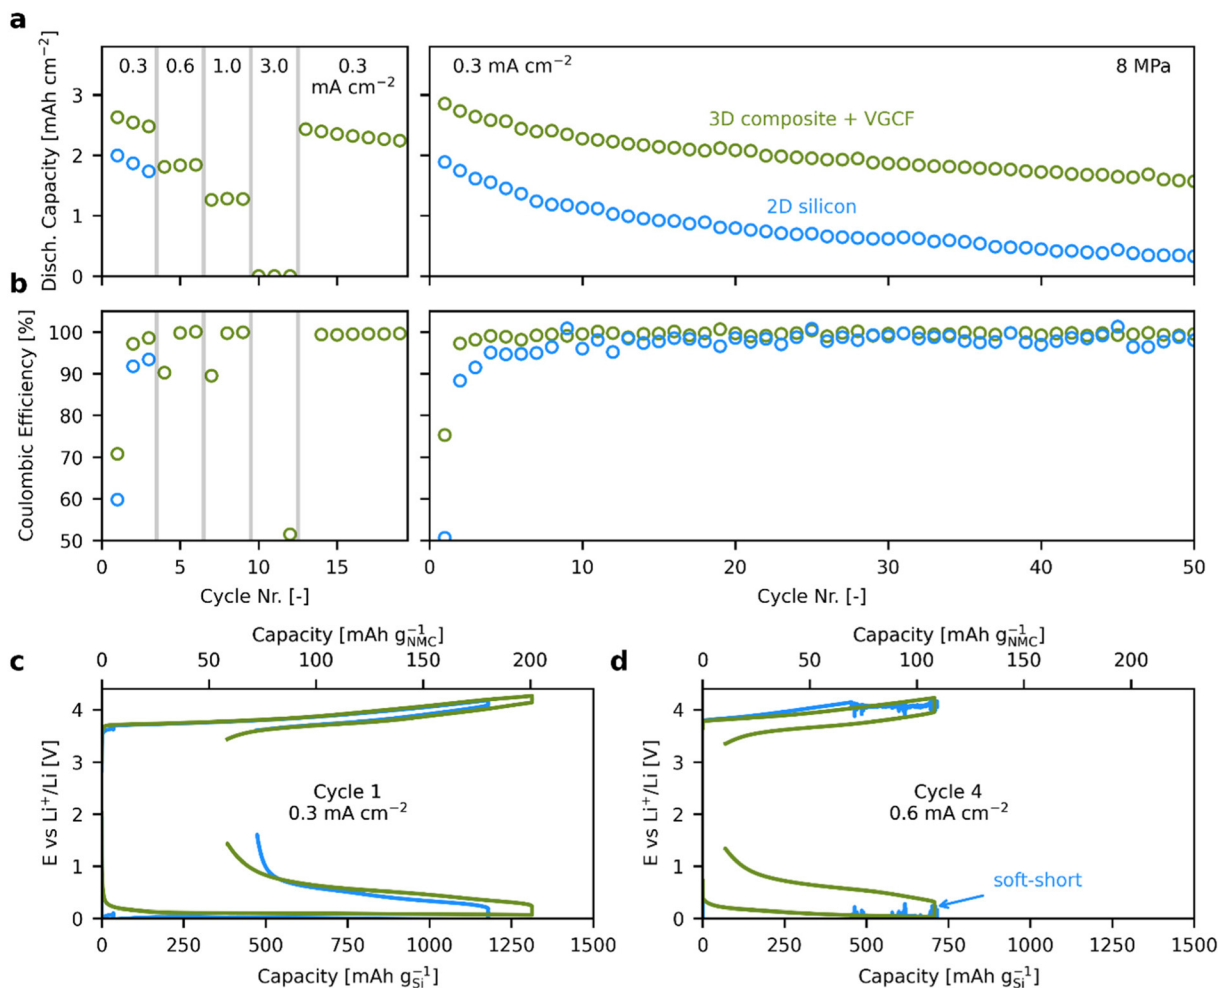 a
Disch. Capacity [mAh cm⁻²]
3
2
1
0
0.3 0.6 1.0 3.0 0.3
mA cm⁻²
0.3 mA cm⁻² 8 MPa
3D composite + VGCF
2D silicon
b
Coulombic Efficiency [%]
100
90
80
70
60
50
0 5 10 15
Cycle Nr. [-]
0 10 20 30 40 50
Cycle Nr. [-]
c
Capacity [mAh g⁻¹NMC]
0 50 100 150 200
E vs Li⁺/Li [V]
4
3
2
1
0
Cycle 1
0.3 mA cm⁻²
0 250 500 750 1000 1250 1500
Capacity [mAh g⁻¹Si]
d
Capacity [mAh g⁻¹NMC]
0 50 100 150 200
E vs Li⁺/Li [V]
4
3
2
1
0
Cycle 4
0.6 mA cm⁻²
soft-short
0 250 500 750 1000 1250 1500
Capacity [mAh g⁻¹Si]